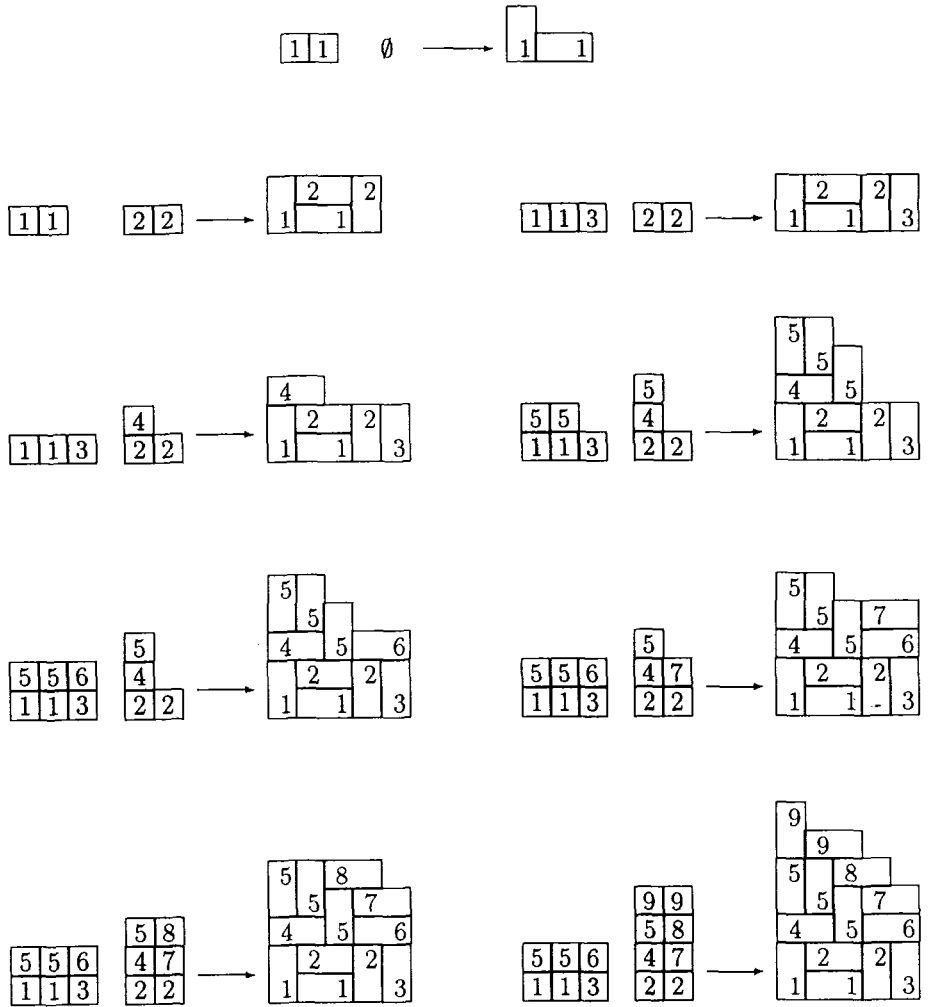 1 1 ∅ 1 1
2 2 2 2
1 1 2 2 1 1 1 1 3 2 2 1 1 3
5
5
4 5 4 5
4 2 2 5 5 4 2 2
1 1 3 2 2 1 1 3 1 1 3 2 2 1 1 3
5 5
5 5 7
5 4 5 6 5 4 5 6
5 5 6 4 2 2 5 5 6 4 7 2 2
1 1 3 2 2 1 1 3 1 1 3 2 2 1 1 3
9
9
5 8 5 8
5 7 9 9 5 7
5 8 4 5 6 5 8 4 5 6
5 5 6 4 7 2 2 5 5 6 4 7 2 2
1 1 3 2 2 1 1 3 1 1 3 2 2 1 1 3